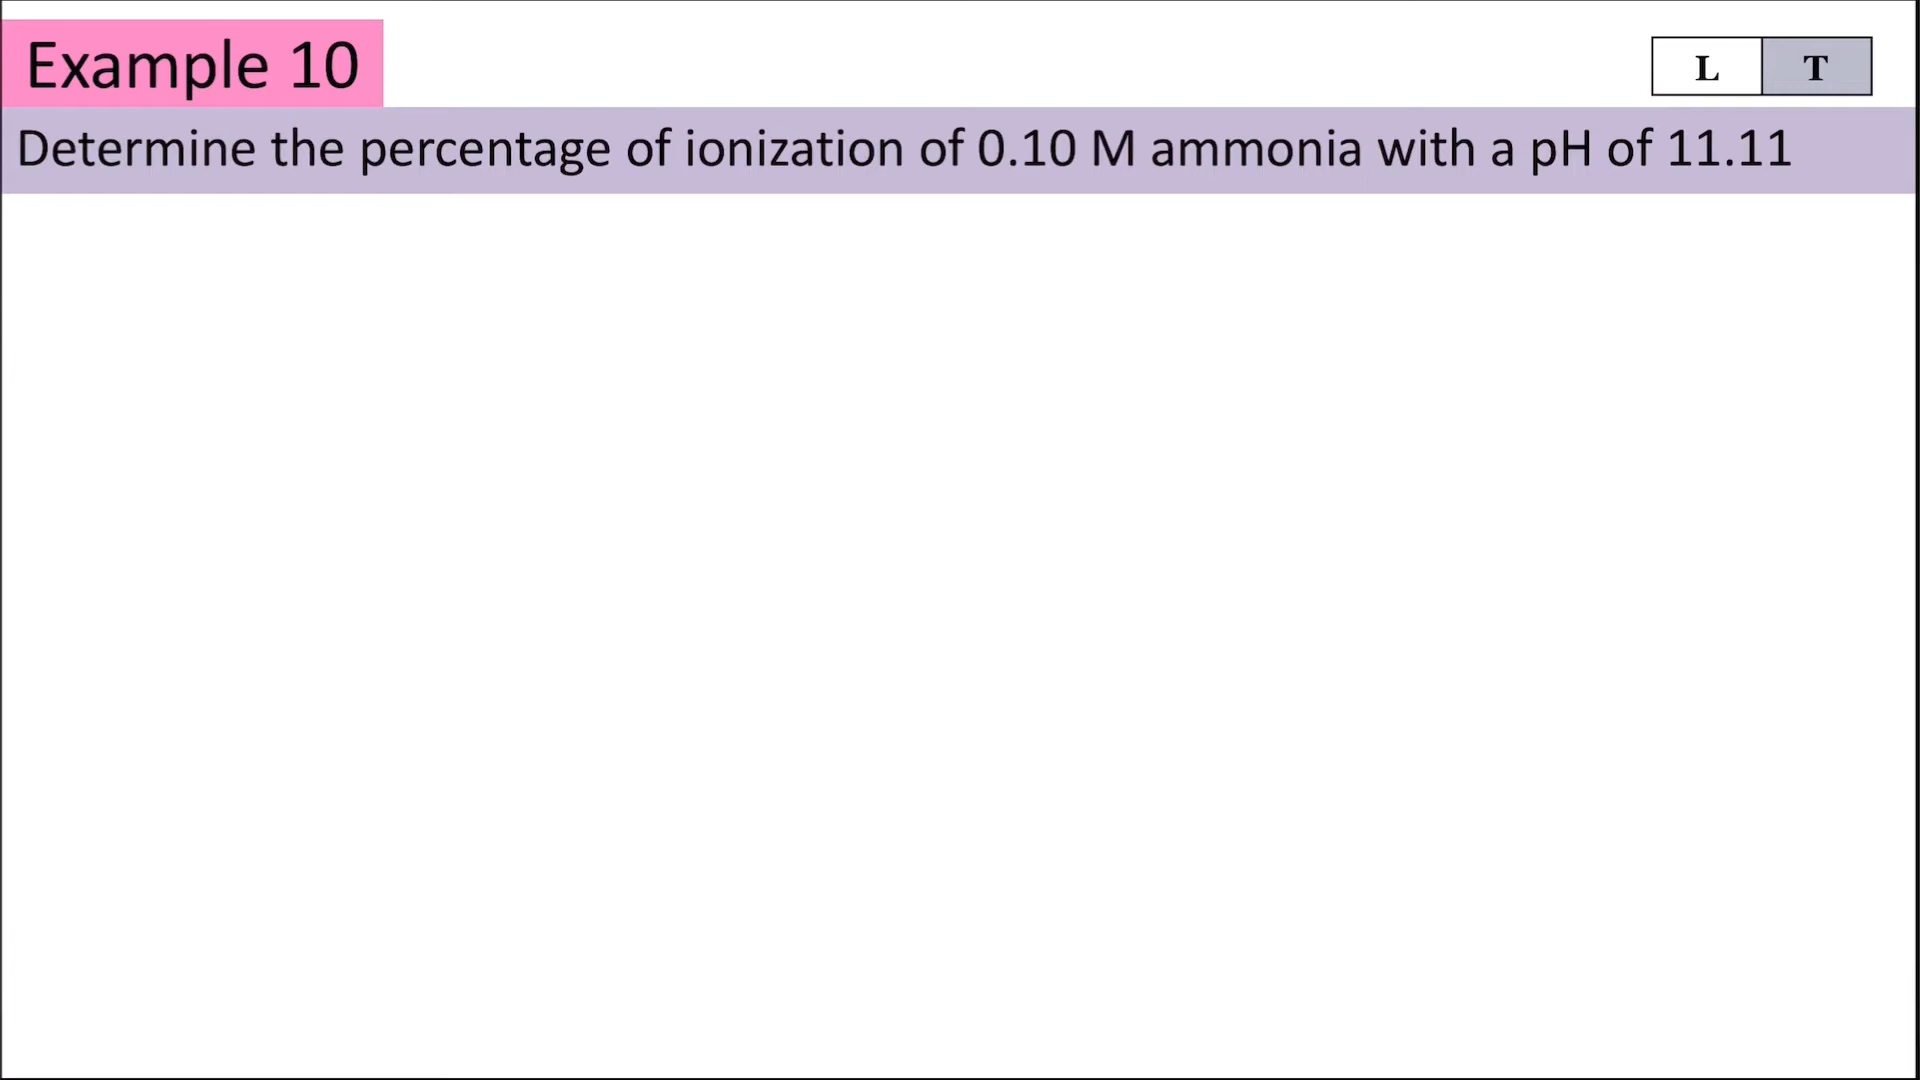 Example 10
L T
Determine the percentage of ionization of 0.10 M ammonia with a pH of 11.11